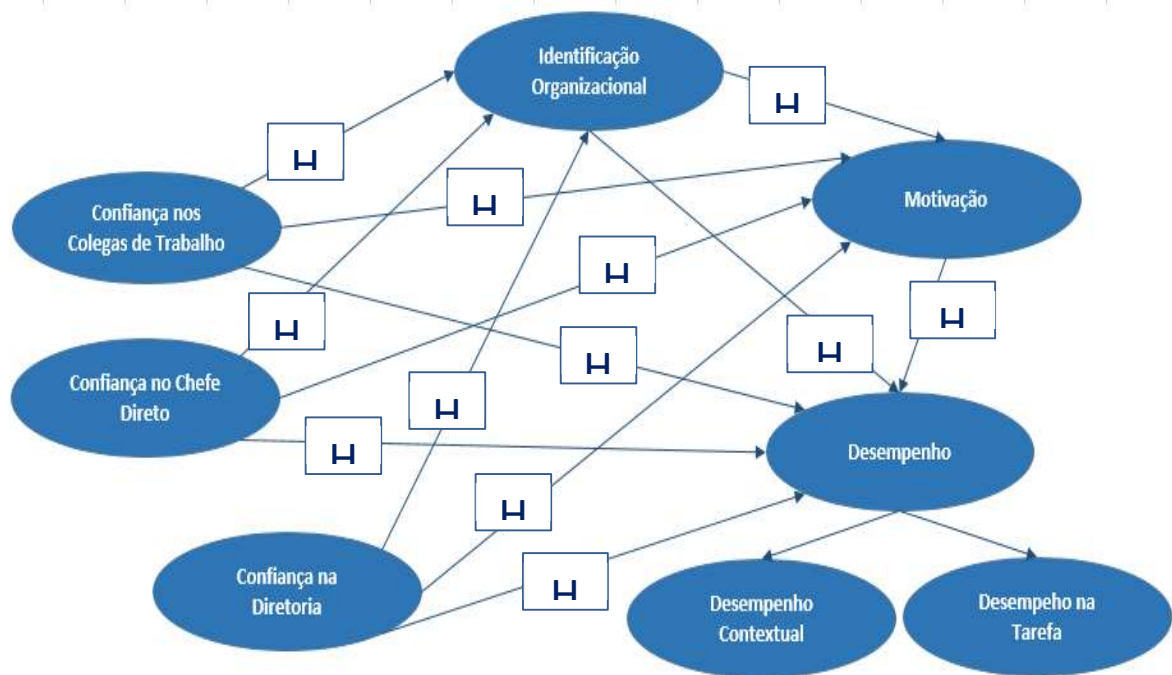 Identificação
Organizacional
H
H
Confiança nos
Colegas de Trabalho
H
Motivação
H
H
H
H
H
Confiança no Chefe
Direto
H
H
Desempenho
H
Confiança na
Diretoria
H
Desempenho
Contextual
Desempeho na
Tarefa